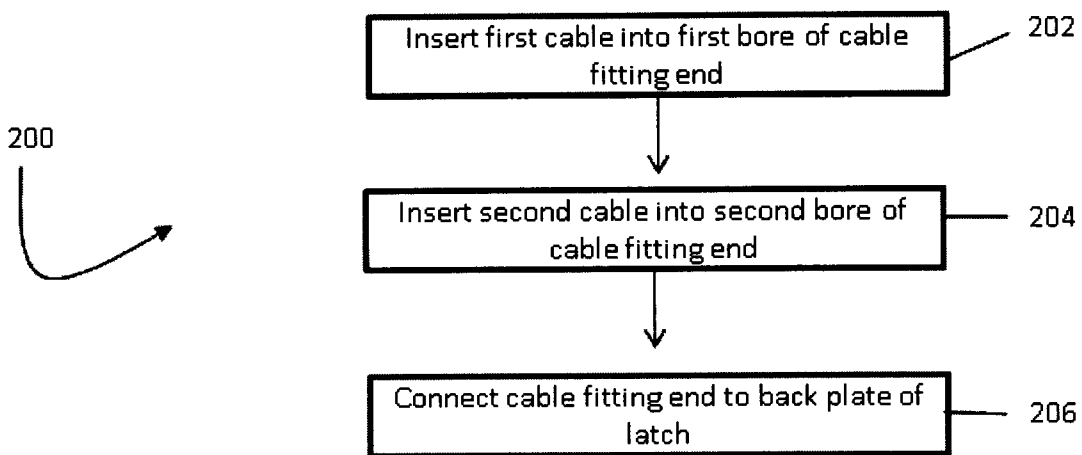 Insert first cable into first bore of cable
fitting end
202
200
Insert second cable into second bore of
cable fitting end
204
Connect cable fitting end to back plate of
latch
206